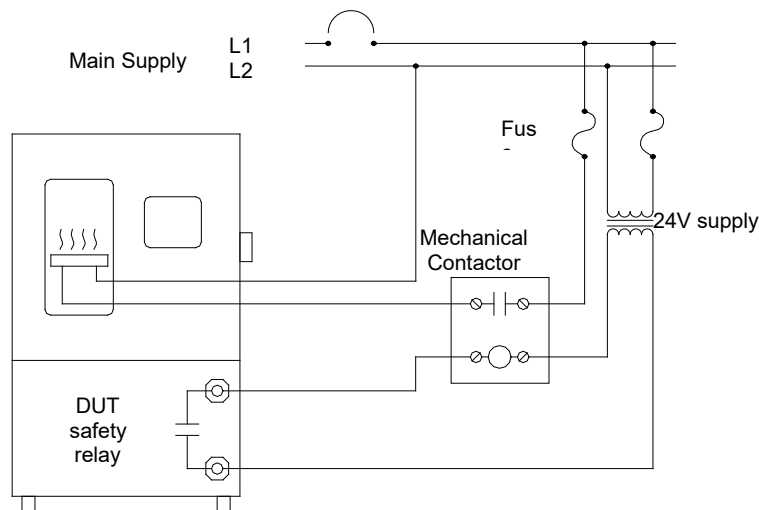 L1
Main Supply
L2
Fus
24V supply
Mechanical
Contactor
DUT
safety
relay